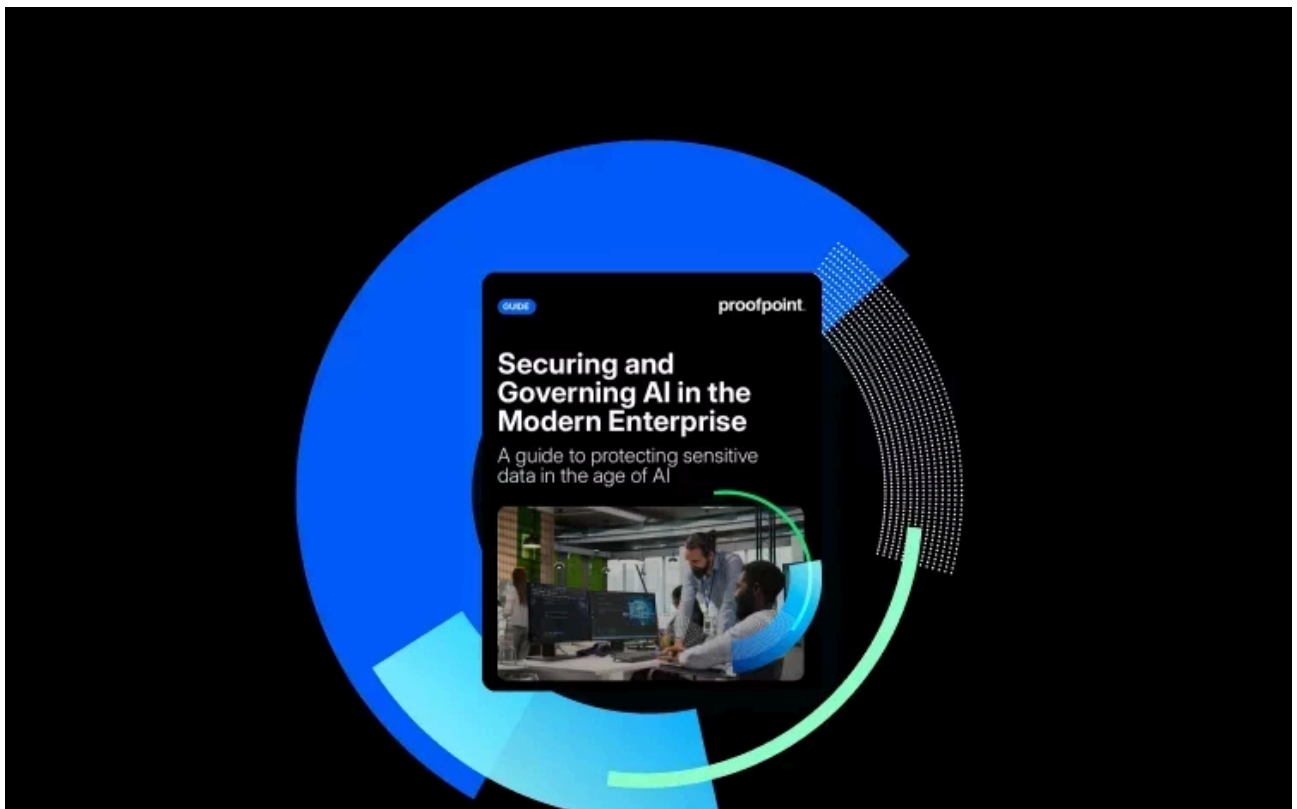 GUIDE
proofpoint.
Securing and
Governing AI in the
Modern Enterprise
A guide to protecting sensitive
data in the age of AI